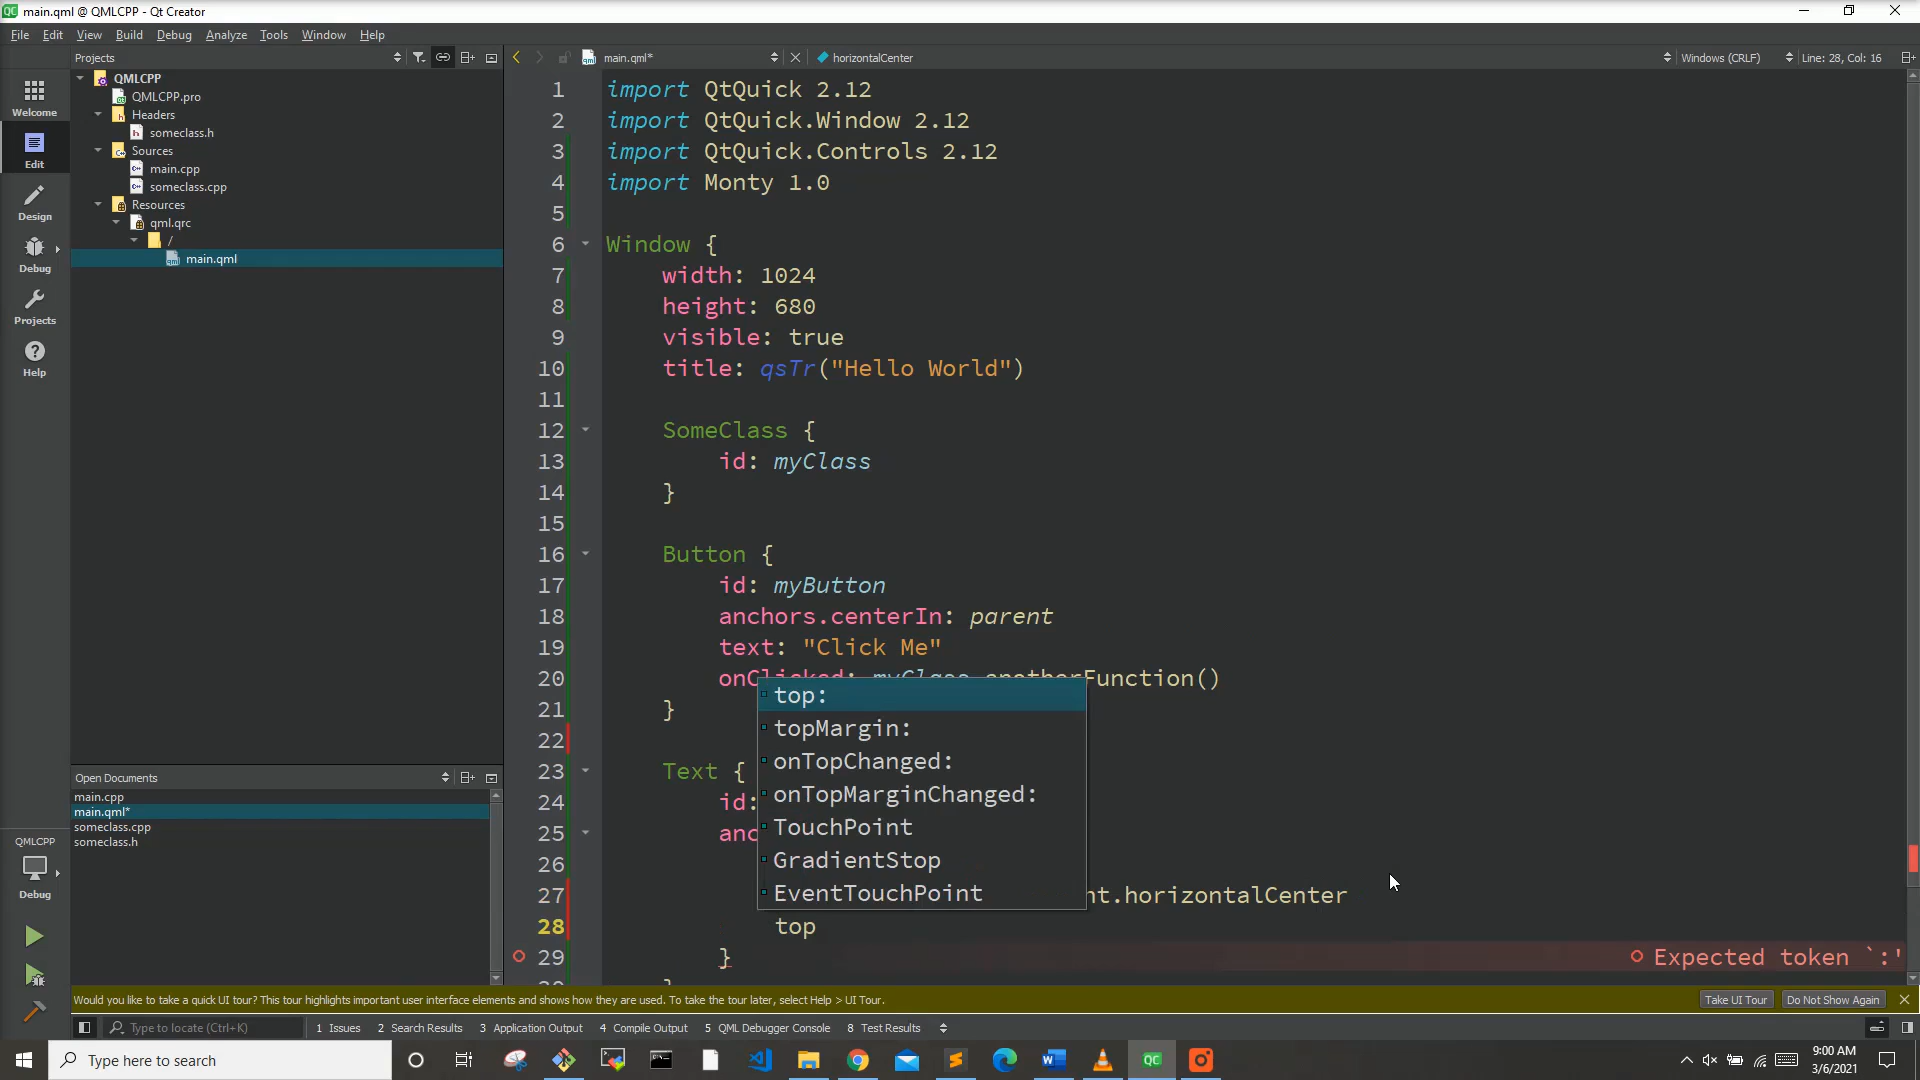 main.qml @ QMLCPP - Qt Creator
File Edit View Build Debug Analyze Tools Window Help
Projects
main.qml*
horizontalCenter
Windows (CRLF)
Line: 28, Col: 16
Welcome
Edit
Design
Debug
Projects
Help
QMLCPP
QMLCPP.pro
Headers
someclass.h
Sources
main.cpp
someclass.cpp
Resources
qml.qrc
/
main.qml
Open Documents
main.cpp
main.qml*
someclass.cpp
someclass.h
QMLCPP
Debug
1 import QtQuick 2.12
2 import QtQuick.Window 2.12
3 import QtQuick.Controls 2.12
4 import Monty 1.0
5
6 Window {
7 width: 1024
8 height: 680
9 visible: true
10 title: qsTr("Hello World")
11
12 SomeClass {
13 id: myClass
14 }
15
16 Button {
17 id: myButton
18 anchors.centerIn: parent
19 text: "Click Me"
20 onClicked: myClass.anotherFunction()
21 }
22
23 Text {
24 id:
25 anc
26
27 nt.horizontalCenter
28 top
29 } Expected token `:'
top:
topMargin:
onTopChanged:
onTopMarginChanged:
TouchPoint
GradientStop
EventTouchPoint
Would you like to take a quick UI tour? This tour highlights important user interface elements and shows how they are used. To take the tour later, select Help > UI Tour.
Take UI Tour
Do Not Show Again
Type to locate (Ctrl+K)
1 Issues
2 Search Results
3 Application Output
4 Compile Output
5 QML Debugger Console
8 Test Results
Type here to search
9:00 AM
3/6/2021